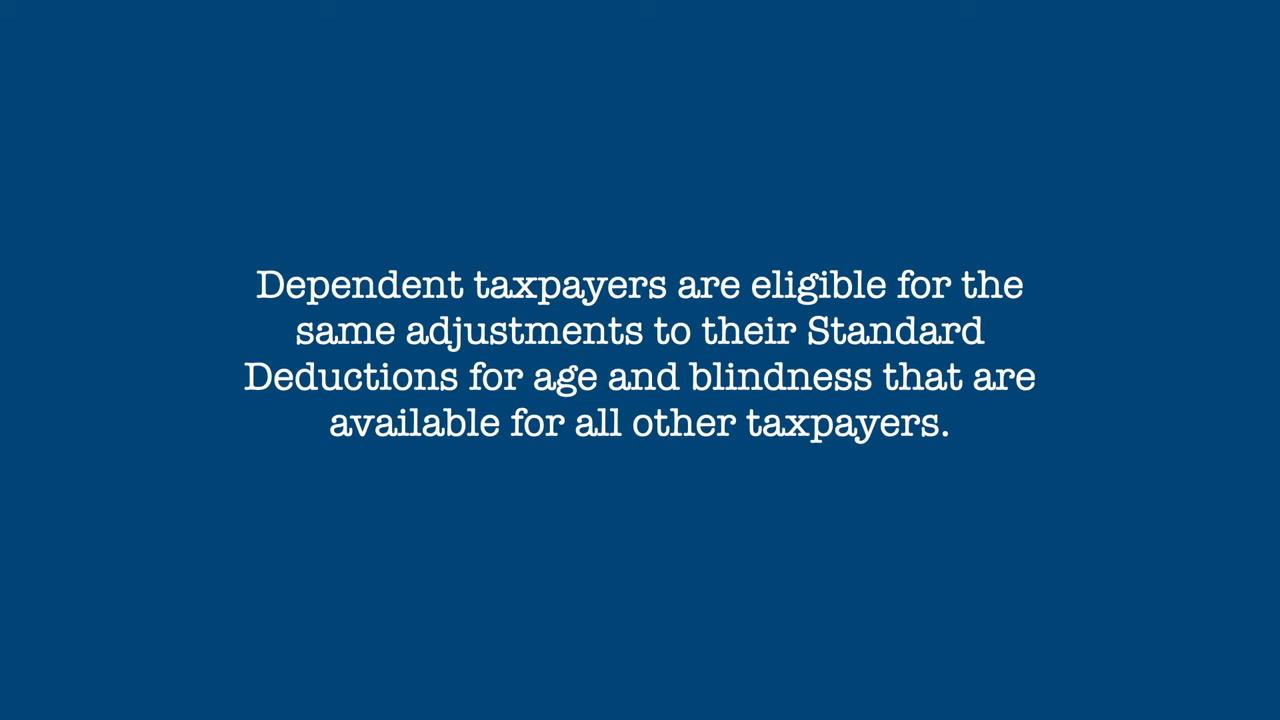 Dependent taxpayers are eligible for the
same adjustments to their Standard
Deductions for age and blindness that are
available for all other taxpayers.